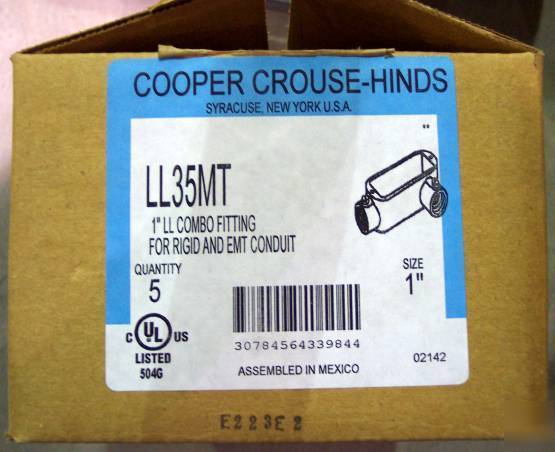 COOPER CROUSE-HINDS
SYRACUSE, NEW YORK U.S.A.
"
LL35MT
1" LL COMBO FITTING
FOR RIGID AND EMT CONDUIT
QUANTITY
5
SIZE
1"
C UL US
LISTED
504G
30784564339844
ASSEMBLED IN MEXICO
02142
E223E2